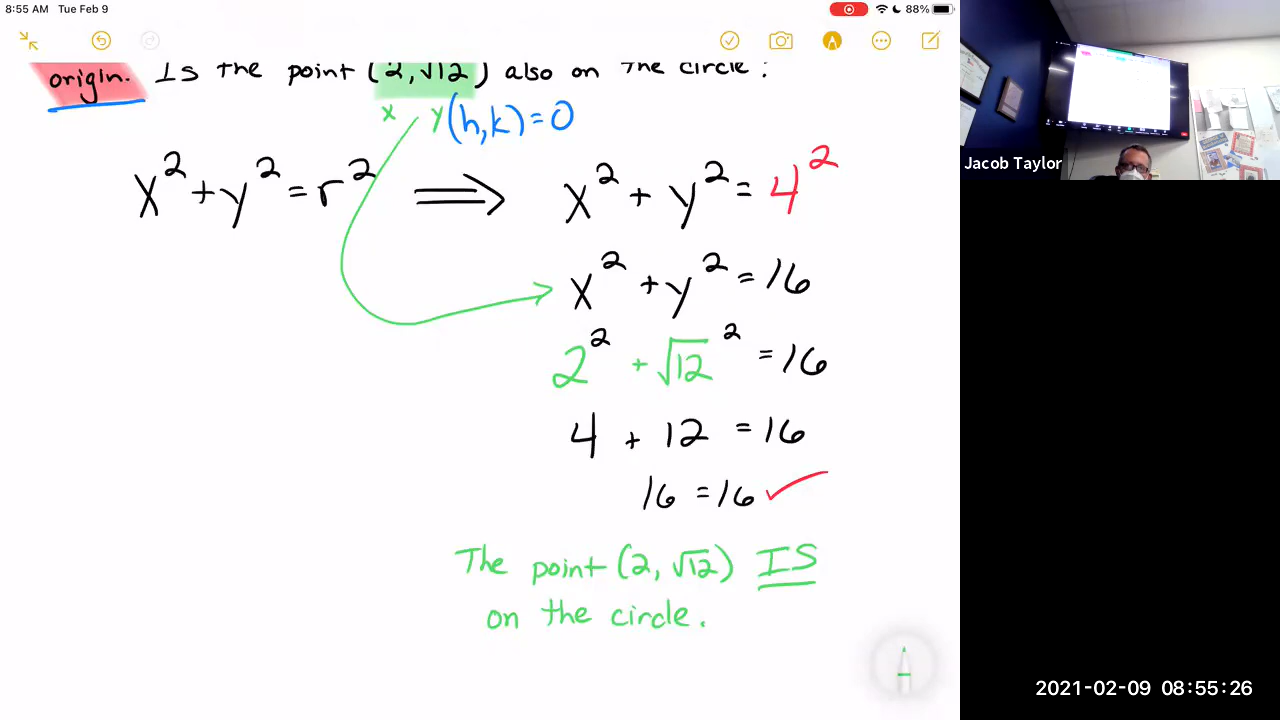 8:55 AM Tue Feb 9
88%
origin. Is the point (2, √12) also on the circle?
x y (h,k)=0
x² + y² = r² ⟹ x² + y² = 4²
x² + y² = 16
2² + √12² = 16
4 + 12 = 16
16 = 16 ✓
The point (2, √12) IS
on the circle.
Jacob Taylor
2021-02-09 08:55:26